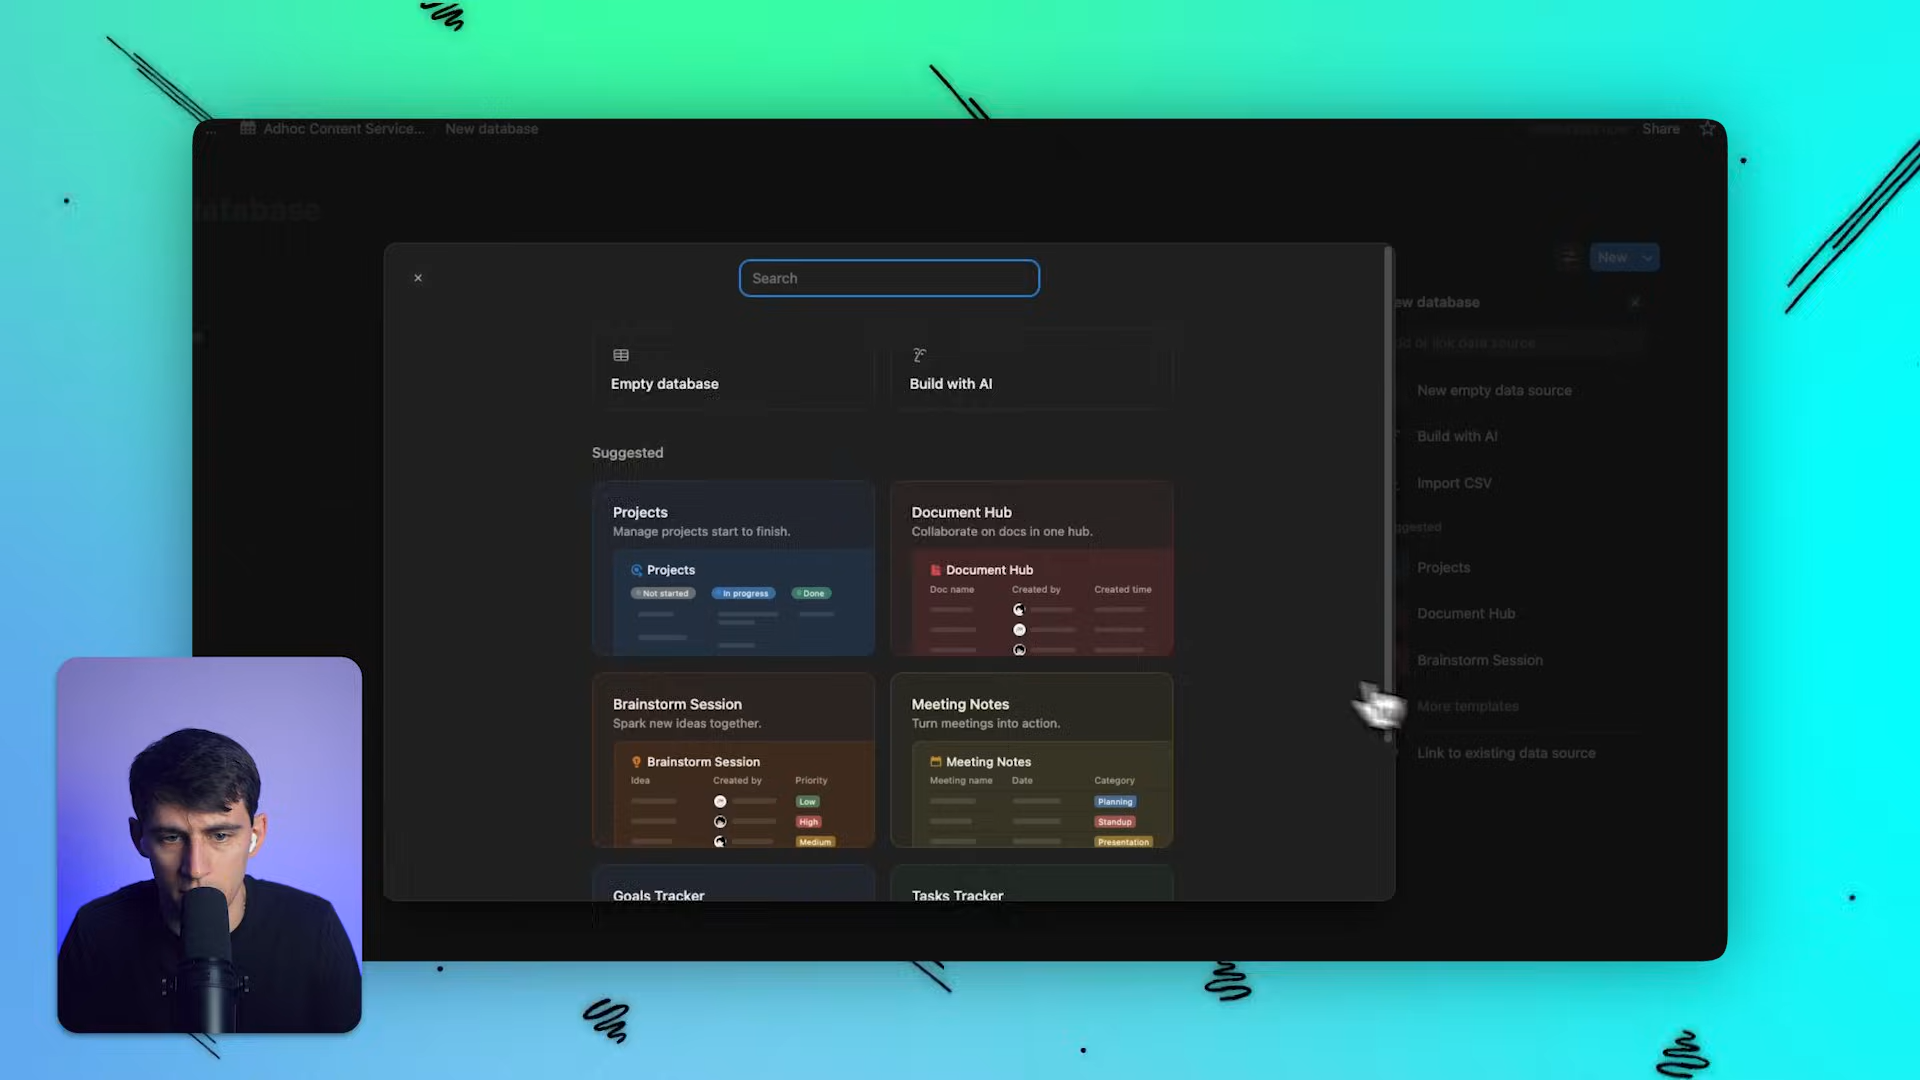 ... Adhoc Content Service... New database
Share
Search
New
Empty database
Build with AI
New empty data source
Build with AI
Suggested
Import CSV
Projects
Manage projects start to finish.
Projects
Not started In progress Done
Document Hub
Collaborate on docs in one hub.
Document Hub
Doc name Created by Created time
Projects
Document Hub
Brainstorm Session
More templates
Link to existing data source
Brainstorm Session
Spark new ideas together.
Brainstorm Session
Idea Created by Priority
Low
High
Medium
Meeting Notes
Turn meetings into action.
Meeting Notes
Meeting name Date Category
Planning
Standup
Presentation
Goals Tracker
Tasks Tracker